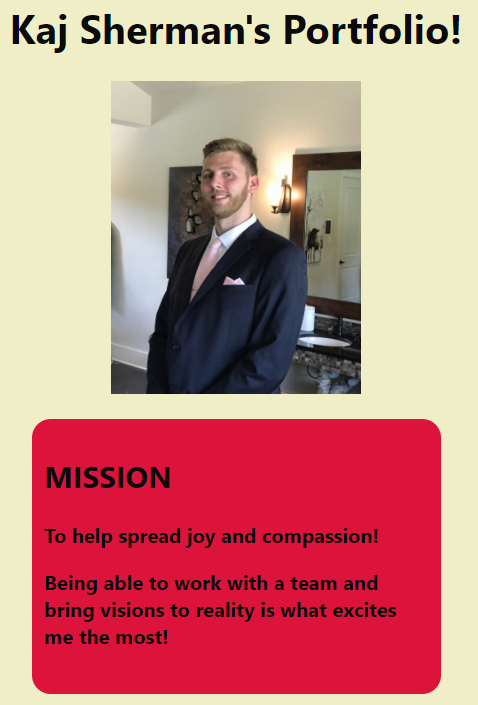 Kaj Sherman's Portfolio!
MISSION
To help spread joy and compassion!
Being able to work with a team and
bring visions to reality is what excites
me the most!